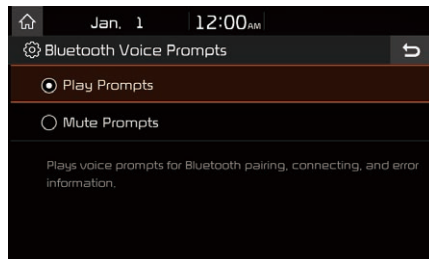 Jan. 1 12:00AM
Bluetooth Voice Prompts
Play Prompts
Mute Prompts
Plays voice prompts for Bluetooth pairing, connecting, and error
information.